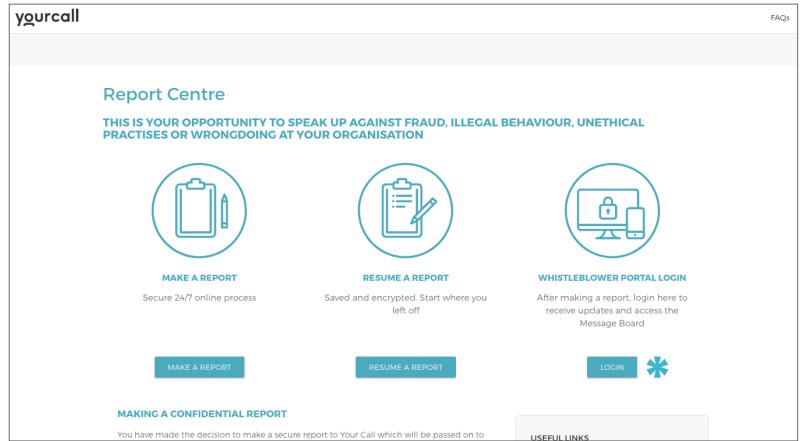 yourcall
FAQs
Report Centre
THIS IS YOUR OPPORTUNITY TO SPEAK UP AGAINST FRAUD, ILLEGAL BEHAVIOUR, UNETHICAL
PRACTISES OR WRONGDOING AT YOUR ORGANISATION
MAKE A REPORT
Secure 24/7 online process
MAKE A REPORT
RESUME A REPORT
Saved and encrypted. Start where you
left off
RESUME A REPORT
WHISTLEBLOWER PORTAL LOGIN
After making a report, login here to
receive updates and access the
Message Board
LOGIN
MAKING A CONFIDENTIAL REPORT
You have made the decision to make a secure report to Your Call which will be passed on to
USEFUL LINKS